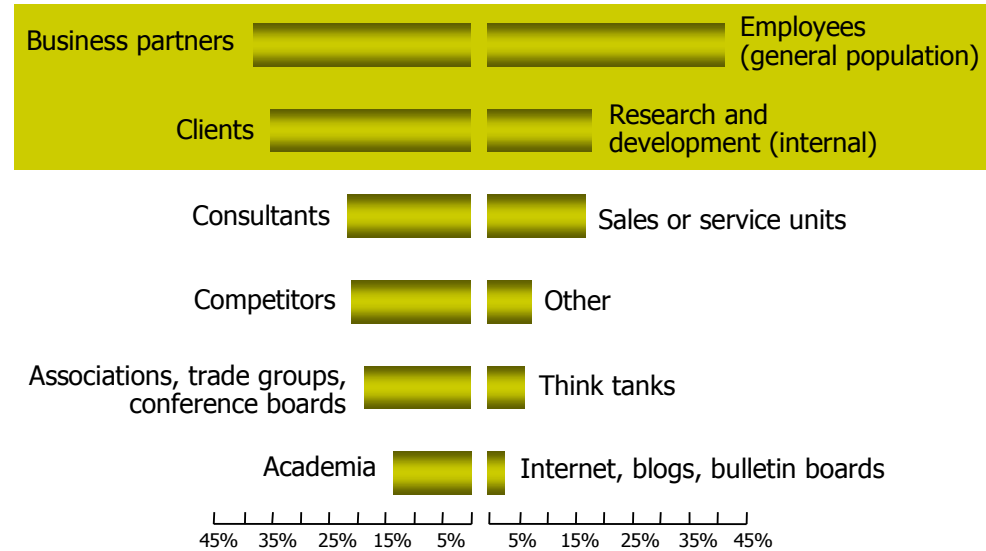 Business partners
Employees
(general population)
Clients
Research and
development (internal)
Consultants
Sales or service units
Competitors
Other
Associations, trade groups,
conference boards
Think tanks
Academia
Internet, blogs, bulletin boards
45% 35% 25% 15% 5% 5% 15% 25% 35% 45%